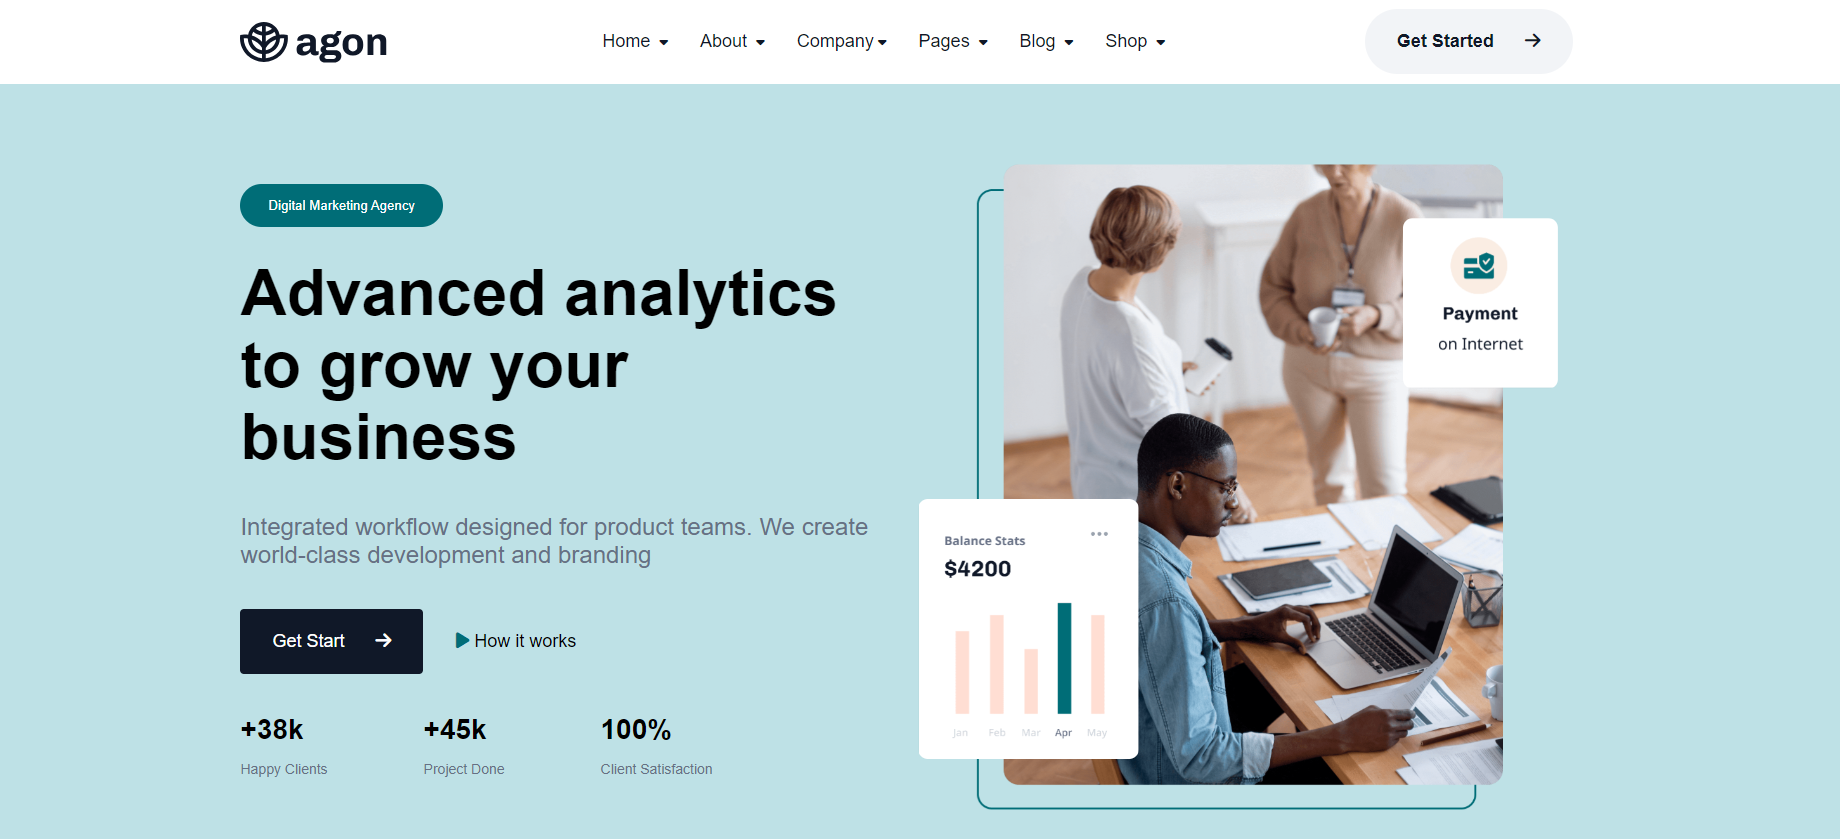 agon
Home
About
Company
Pages
Blog
Shop
Get Started
Digital Marketing Agency
Advanced analytics
to grow your
business
Integrated workflow designed for product teams. We create
world-class development and branding
Get Start
How it works
+38k
Happy Clients
+45k
Project Done
100%
Client Satisfaction
Payment
on Internet
Balance Stats
$4200
Jan Feb Mar Apr May